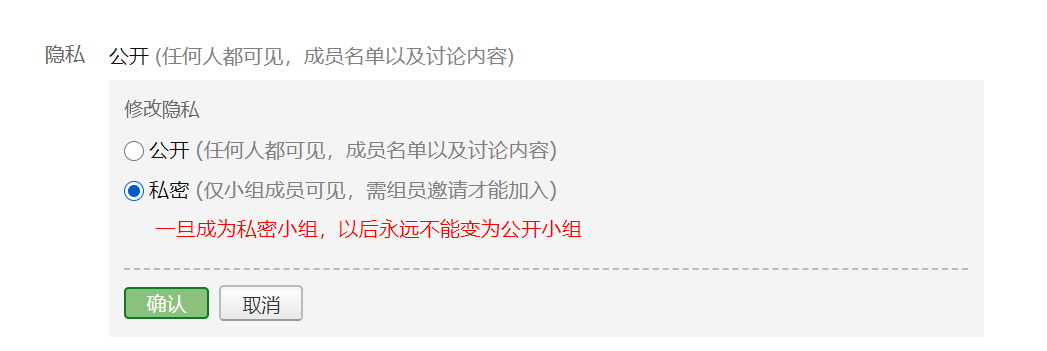 隐私 公开 (任何人都可见，成员名单以及讨论内容)
修改隐私
公开 (任何人都可见，成员名单以及讨论内容)
私密 (仅小组成员可见，需组员邀请才能加入)
一旦成为私密小组，以后永远不能变为公开小组
确认 取消